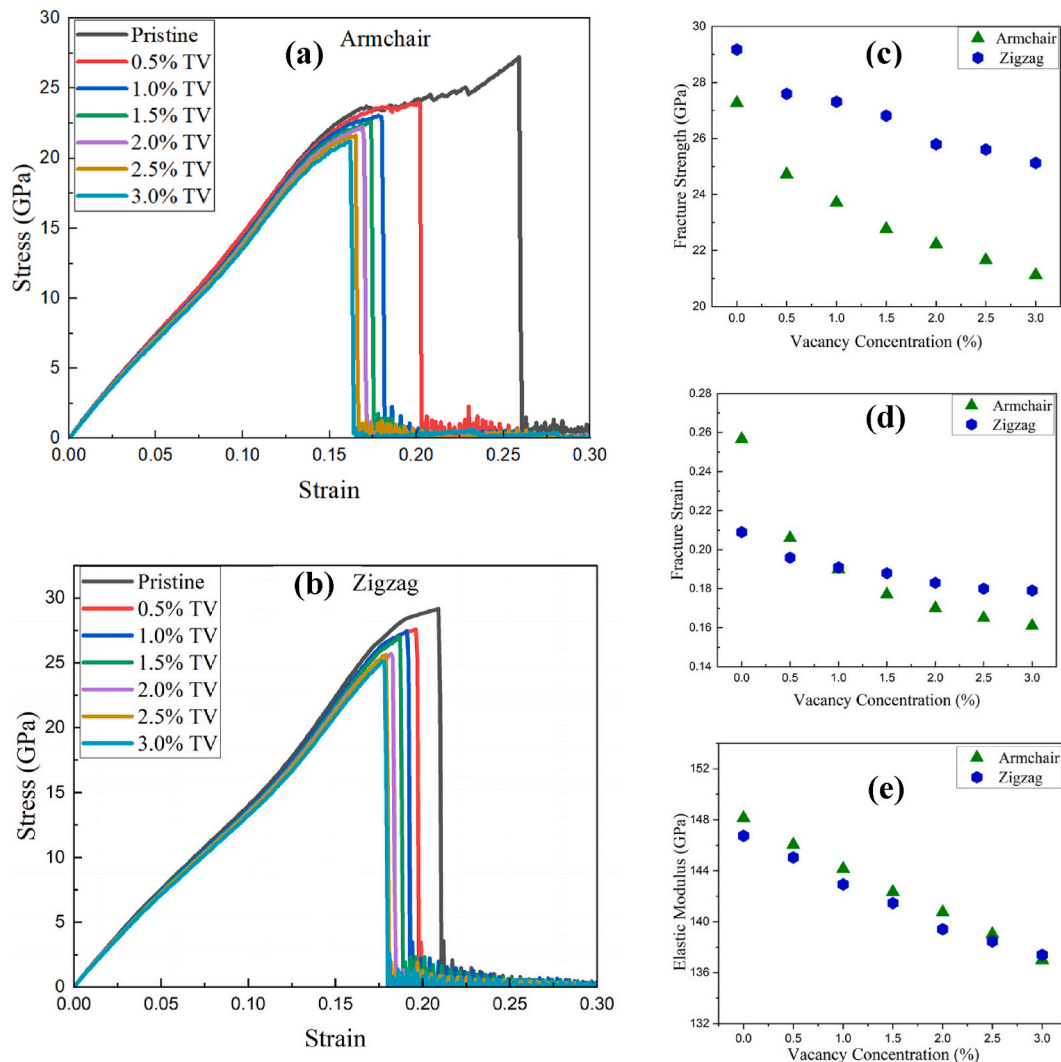 (a)
Armchair
Pristine
0.5% TV
1.0% TV
1.5% TV
2.0% TV
2.5% TV
3.0% TV
30
25
20
15
10
5
0
Stress (GPa)
0.00 0.05 0.10 0.15 0.20 0.25 0.30
Strain
(b)
Zigzag
Pristine
0.5% TV
1.0% TV
1.5% TV
2.0% TV
2.5% TV
3.0% TV
30
25
20
15
10
5
0
Stress (GPa)
0.00 0.05 0.10 0.15 0.20 0.25 0.30
Strain
(c)
Armchair
Zigzag
30
28
26
24
22
20
Fracture Strength (GPa)
0.0 0.5 1.0 1.5 2.0 2.5 3.0
Vacancy Concentration (%)
(d)
Armchair
Zigzag
0.28
0.26
0.24
0.22
0.20
0.18
0.16
0.14
Fracture Strain
0.0 0.5 1.0 1.5 2.0 2.5 3.0
Vacancy Concentration (%)
(e)
Armchair
Zigzag
152
148
144
140
136
132
Elastic Modulus (GPa)
0.0 0.5 1.0 1.5 2.0 2.5 3.0
Vacancy Concentration (%)